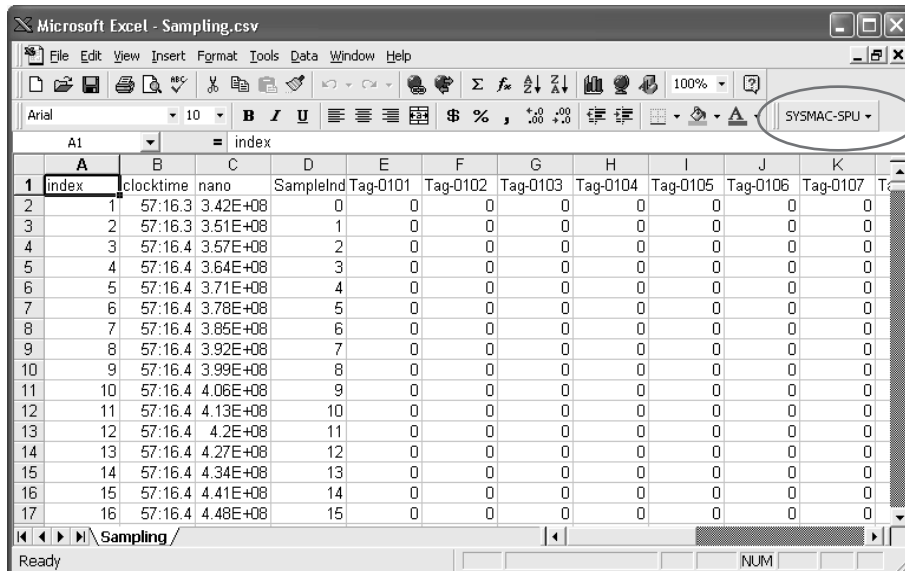 Microsoft Excel - Sampling.csv
File Edit View Insert Format Tools Data Window Help
ABC Σ fx A Z Z A 100% ?
Arial 10 B I U $ % , .0 .00 .00 .0 A SYSMAC-SPU
A1 = index
A B C D E F G H I J K
1 index clocktime nano SampleInd Tag-0101 Tag-0102 Tag-0103 Tag-0104 Tag-0105 Tag-0106 Tag-0107
2 1 57:16.3 3.42E+08 0 0 0 0 0 0 0 0
3 2 57:16.3 3.51E+08 1 0 0 0 0 0 0 0
4 3 57:16.4 3.57E+08 2 0 0 0 0 0 0 0
5 4 57:16.4 3.64E+08 3 0 0 0 0 0 0 0
6 5 57:16.4 3.71E+08 4 0 0 0 0 0 0 0
7 6 57:16.4 3.78E+08 5 0 0 0 0 0 0 0
8 7 57:16.4 3.85E+08 6 0 0 0 0 0 0 0
9 8 57:16.4 3.92E+08 7 0 0 0 0 0 0 0
10 9 57:16.4 3.99E+08 8 0 0 0 0 0 0 0
11 10 57:16.4 4.06E+08 9 0 0 0 0 0 0 0
12 11 57:16.4 4.13E+08 10 0 0 0 0 0 0 0
13 12 57:16.4 4.2E+08 11 0 0 0 0 0 0 0
14 13 57:16.4 4.27E+08 12 0 0 0 0 0 0 0
15 14 57:16.4 4.34E+08 13 0 0 0 0 0 0 0
16 15 57:16.4 4.41E+08 14 0 0 0 0 0 0 0
17 16 57:16.4 4.48E+08 15 0 0 0 0 0 0 0
Sampling
Ready NUM